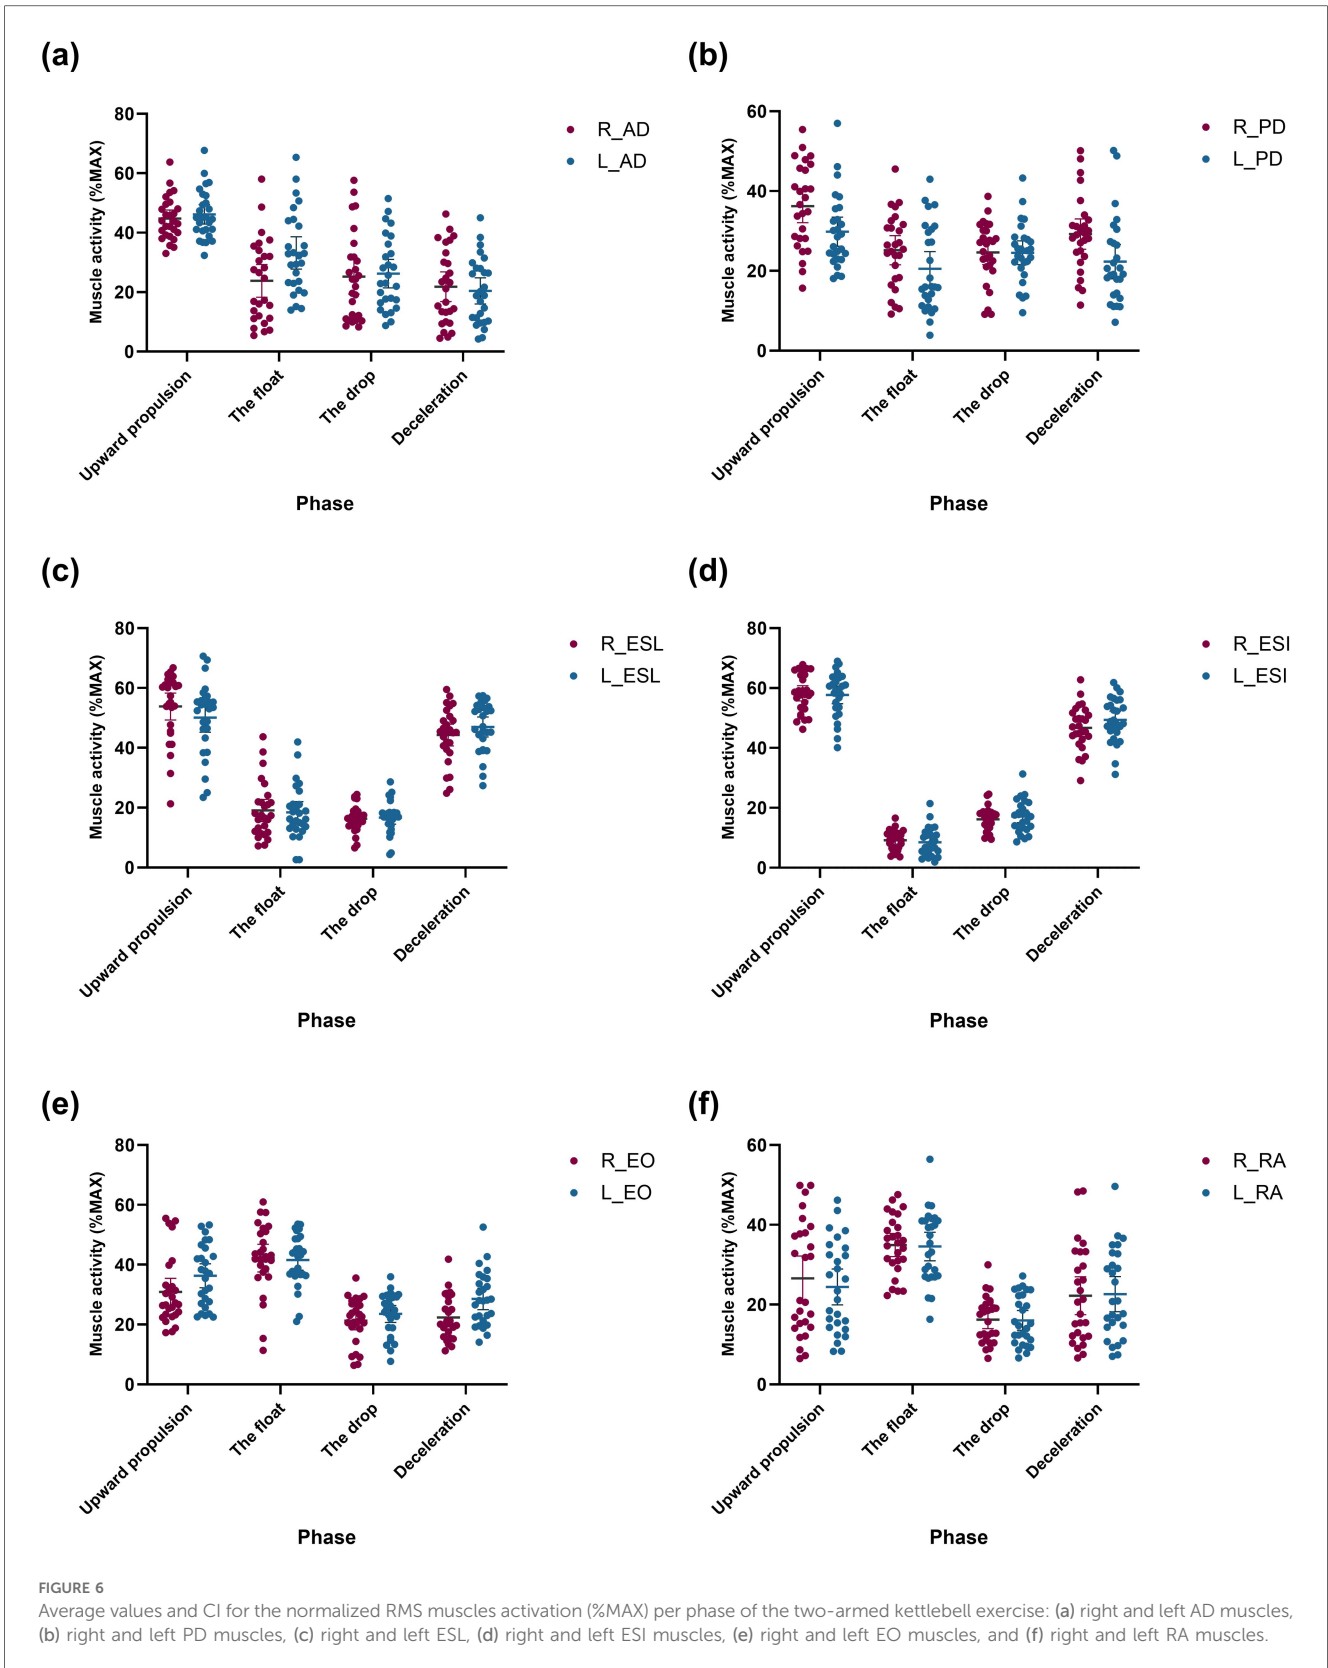 (a)
80
60
40
20
0
Muscle activity (%MAX)
R_AD
L_AD
Upward propulsion
The float
The drop
Deceleration
Phase
(b)
60
40
20
0
Muscle activity (%MAX)
R_PD
L_PD
Upward propulsion
The float
The drop
Deceleration
Phase
(c)
80
60
40
20
0
Muscle activity (%MAX)
R_ESL
L_ESL
Upward propulsion
The float
The drop
Deceleration
Phase
(d)
80
60
40
20
0
Muscle activity (%MAX)
R_ESI
L_ESI
Upward propulsion
The float
The drop
Deceleration
Phase
(e)
80
60
40
20
0
Muscle activity (%MAX)
R_EO
L_EO
Upward propulsion
The float
The drop
Deceleration
Phase
(f)
60
40
20
0
Muscle activity (%MAX)
R_RA
L_RA
Upward propulsion
The float
The drop
Deceleration
Phase
FIGURE 6
Average values and CI for the normalized RMS muscles activation (%MAX) per phase of the two-armed kettlebell exercise: (a) right and left AD muscles,
(b) right and left PD muscles, (c) right and left ESL, (d) right and left ESI muscles, (e) right and left EO muscles, and (f) right and left RA muscles.